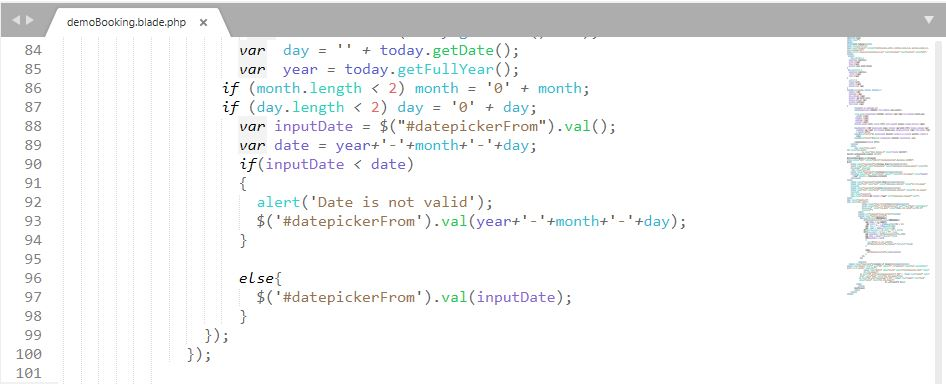 demoBooking.blade.php ×
84 var  day = '' + today.getDate();
85 var  year = today.getFullYear();
86 if (month.length < 2) month = '0' + month;
87 if (day.length < 2) day = '0' + day;
88 var inputDate = $("#datepickerFrom").val();
89 var date = year+'-'+month+'-'+day;
90 if(inputDate < date)
91 {
92 alert('Date is not valid');
93 $('#datepickerFrom').val(year+'-'+month+'-'+day);
94 }
95
96 else{
97 $('#datepickerFrom').val(inputDate);
98 }
99 });
100 });
101